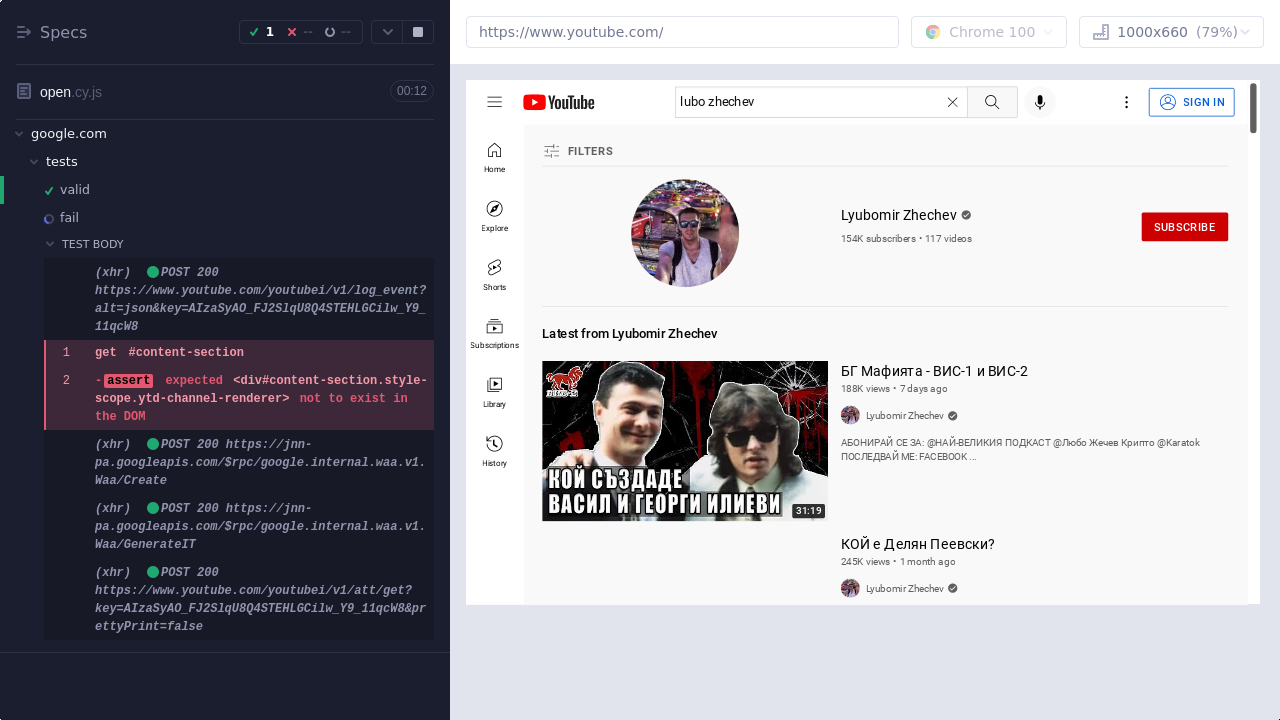 Specs
1
--
--
open.cy.js
00:12
google.com
tests
valid
fail
TEST BODY
(xhr) POST 200
https://www.youtube.com/youtubei/v1/log_event?
alt=json&key=AIzaSyAO_FJ2SlqU8Q4STEHLGCilw_Y9_
11qcW8
1 get #content-section
2 -assert expected <div#content-section.style-
scope.ytd-channel-renderer> not to exist in
the DOM
(xhr) POST 200 https://jnn-
pa.googleapis.com/$rpc/google.internal.waa.v1.
Waa/Create
(xhr) POST 200 https://jnn-
pa.googleapis.com/$rpc/google.internal.waa.v1.
Waa/GenerateIT
(xhr) POST 200
https://www.youtube.com/youtubei/v1/att/get?
key=AIzaSyAO_FJ2SlqU8Q4STEHLGCilw_Y9_11qcW8&pr
ettyPrint=false
https://www.youtube.com/
Chrome 100
1000x660 (79%)
YouTube
lubo zhechev
SIGN IN
Home
Explore
Shorts
Subscriptions
Library
History
FILTERS
Lyubomir Zhechev
154K subscribers • 117 videos
SUBSCRIBE
Latest from Lyubomir Zhechev
КОЙ СЪЗДАДЕ
ВАСИЛ И ГЕОРГИ ИЛИЕВИ
31:19
БГ Мафията - ВИС-1 и ВИС-2
188K views • 7 days ago
Lyubomir Zhechev
АБОНИРАЙ СЕ ЗА: @НАЙ-ВЕЛИКИЯ ПОДКАСТ @Любо Жечев Крипто @Karatok
ПОСЛЕДВАЙ МЕ: FACEBOOK ...
КОЙ е Делян Пеевски?
245K views • 1 month ago
Lyubomir Zhechev